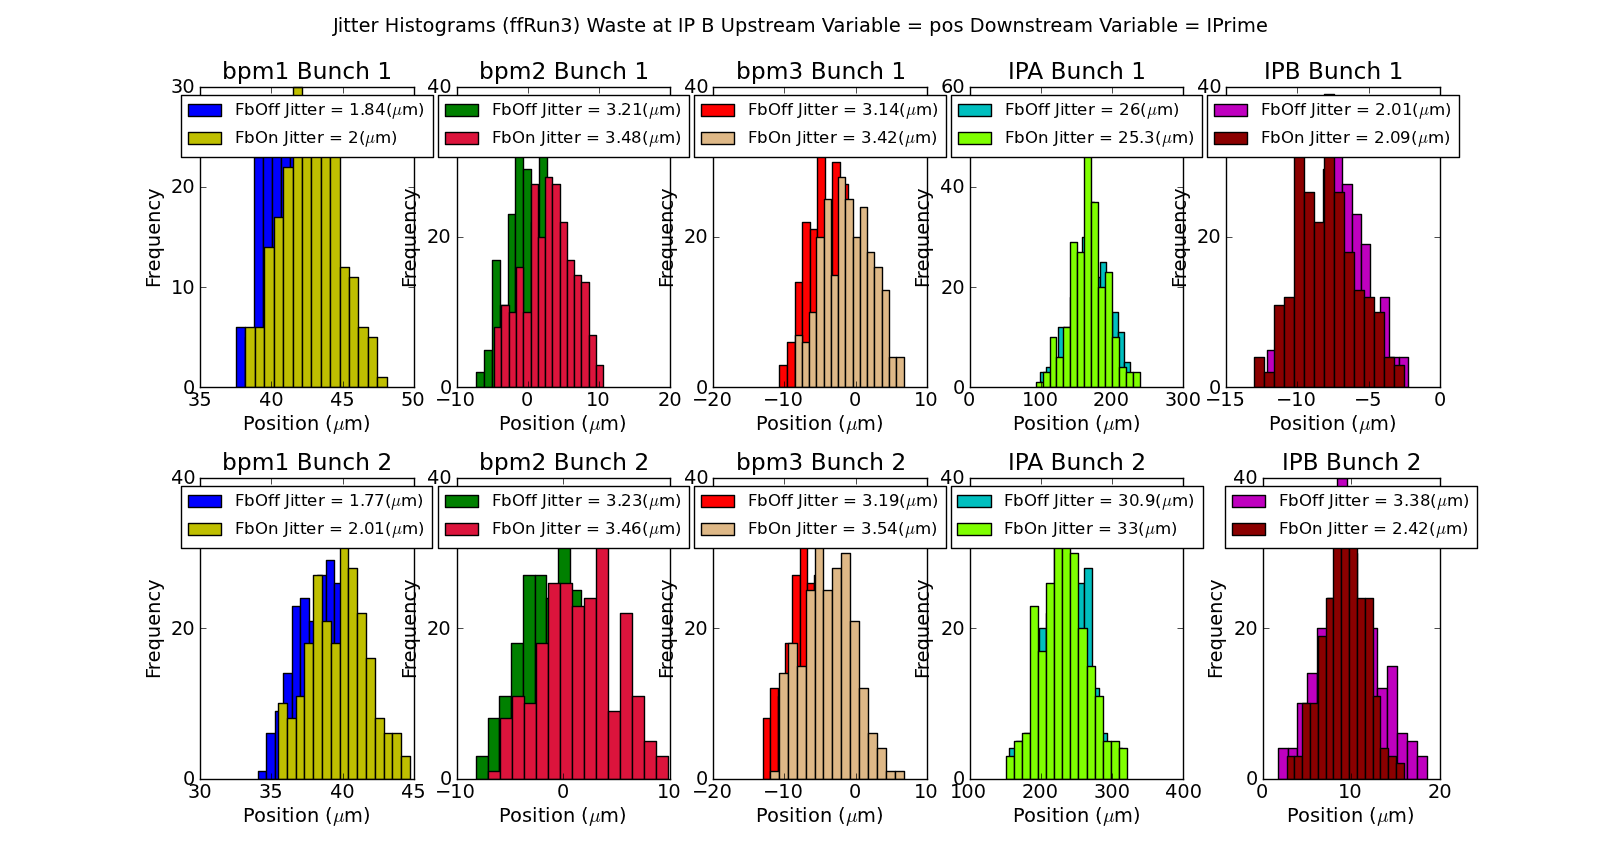 Jitter Histograms (ffRun3) Waste at IP B Upstream Variable = pos Downstream Variable = IPrime
bpm1 Bunch 1
FbOff Jitter = 1.84(μm)
FbOn Jitter = 2(μm)
Frequency
30
20
10
0
35 40 45 50
Position (μm)
bpm2 Bunch 1
FbOff Jitter = 3.21(μm)
FbOn Jitter = 3.48(μm)
Frequency
40
20
0
−10 0 10 20
Position (μm)
bpm3 Bunch 1
FbOff Jitter = 3.14(μm)
FbOn Jitter = 3.42(μm)
Frequency
40
20
0
−20 −10 0 10
Position (μm)
IPA Bunch 1
FbOff Jitter = 26(μm)
FbOn Jitter = 25.3(μm)
Frequency
60
40
20
0
0 100 200 300
Position (μm)
IPB Bunch 1
FbOff Jitter = 2.01(μm)
FbOn Jitter = 2.09(μm)
Frequency
40
20
0
−15 −10 −5 0
Position (μm)
bpm1 Bunch 2
FbOff Jitter = 1.77(μm)
FbOn Jitter = 2.01(μm)
Frequency
40
20
0
30 35 40 45
Position (μm)
bpm2 Bunch 2
FbOff Jitter = 3.23(μm)
FbOn Jitter = 3.46(μm)
Frequency
40
20
0
−10 0 10
Position (μm)
bpm3 Bunch 2
FbOff Jitter = 3.19(μm)
FbOn Jitter = 3.54(μm)
Frequency
40
20
0
−20 −10 0 10
Position (μm)
IPA Bunch 2
FbOff Jitter = 30.9(μm)
FbOn Jitter = 33(μm)
Frequency
40
20
0
100 200 300 400
Position (μm)
IPB Bunch 2
FbOff Jitter = 3.38(μm)
FbOn Jitter = 2.42(μm)
Frequency
40
20
0
0 10 20
Position (μm)